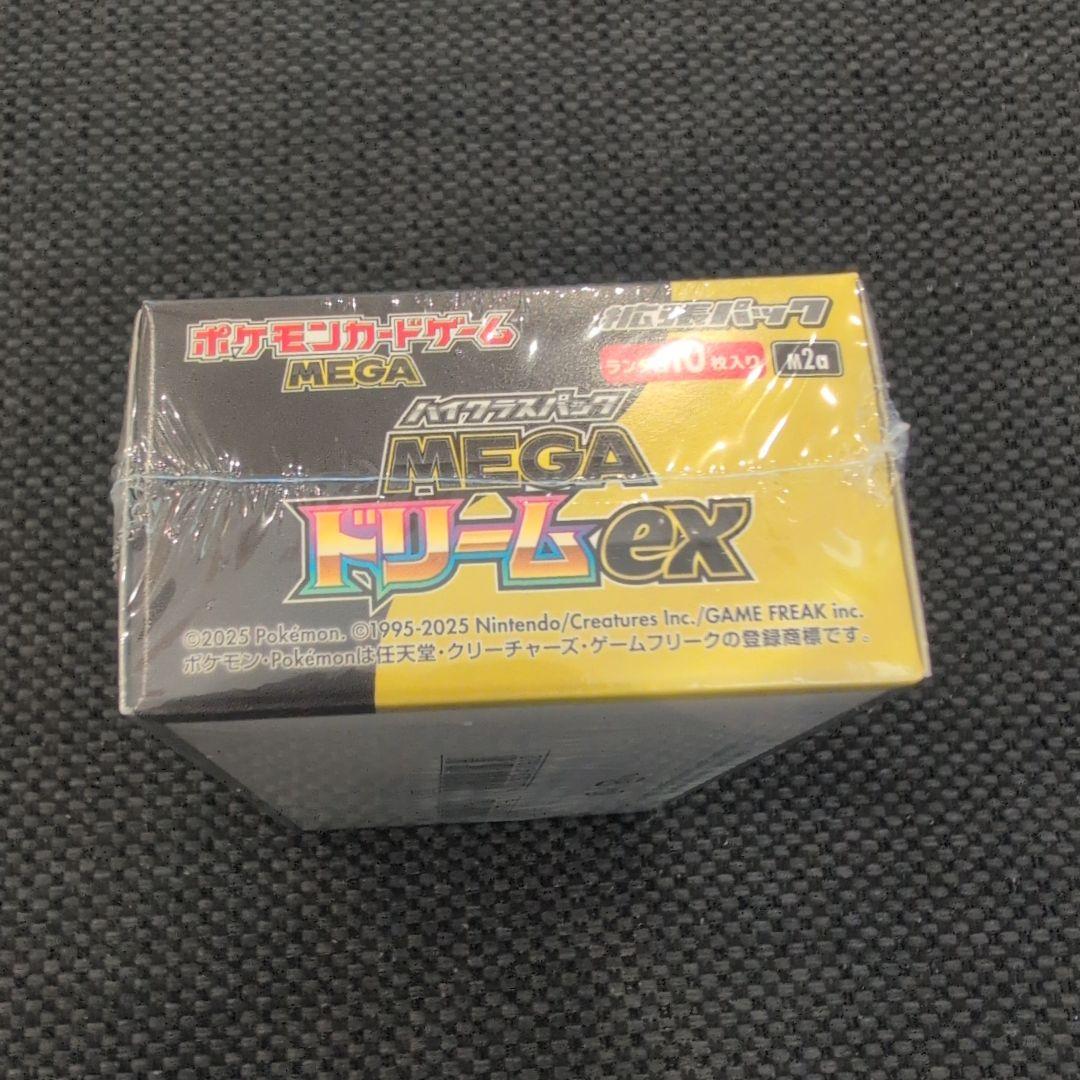 ポケモンカードゲーム
MEGA
拡張パック
10枚入り
M2a
ハイクラスパック
MEGA
ドリームex
©2025 Pokémon. ©1995-2025 Nintendo/Creatures Inc./GAME FREAK inc.
ポケモン・Pokémonは任天堂・クリーチャーズ・ゲームフリークの登録商標です。